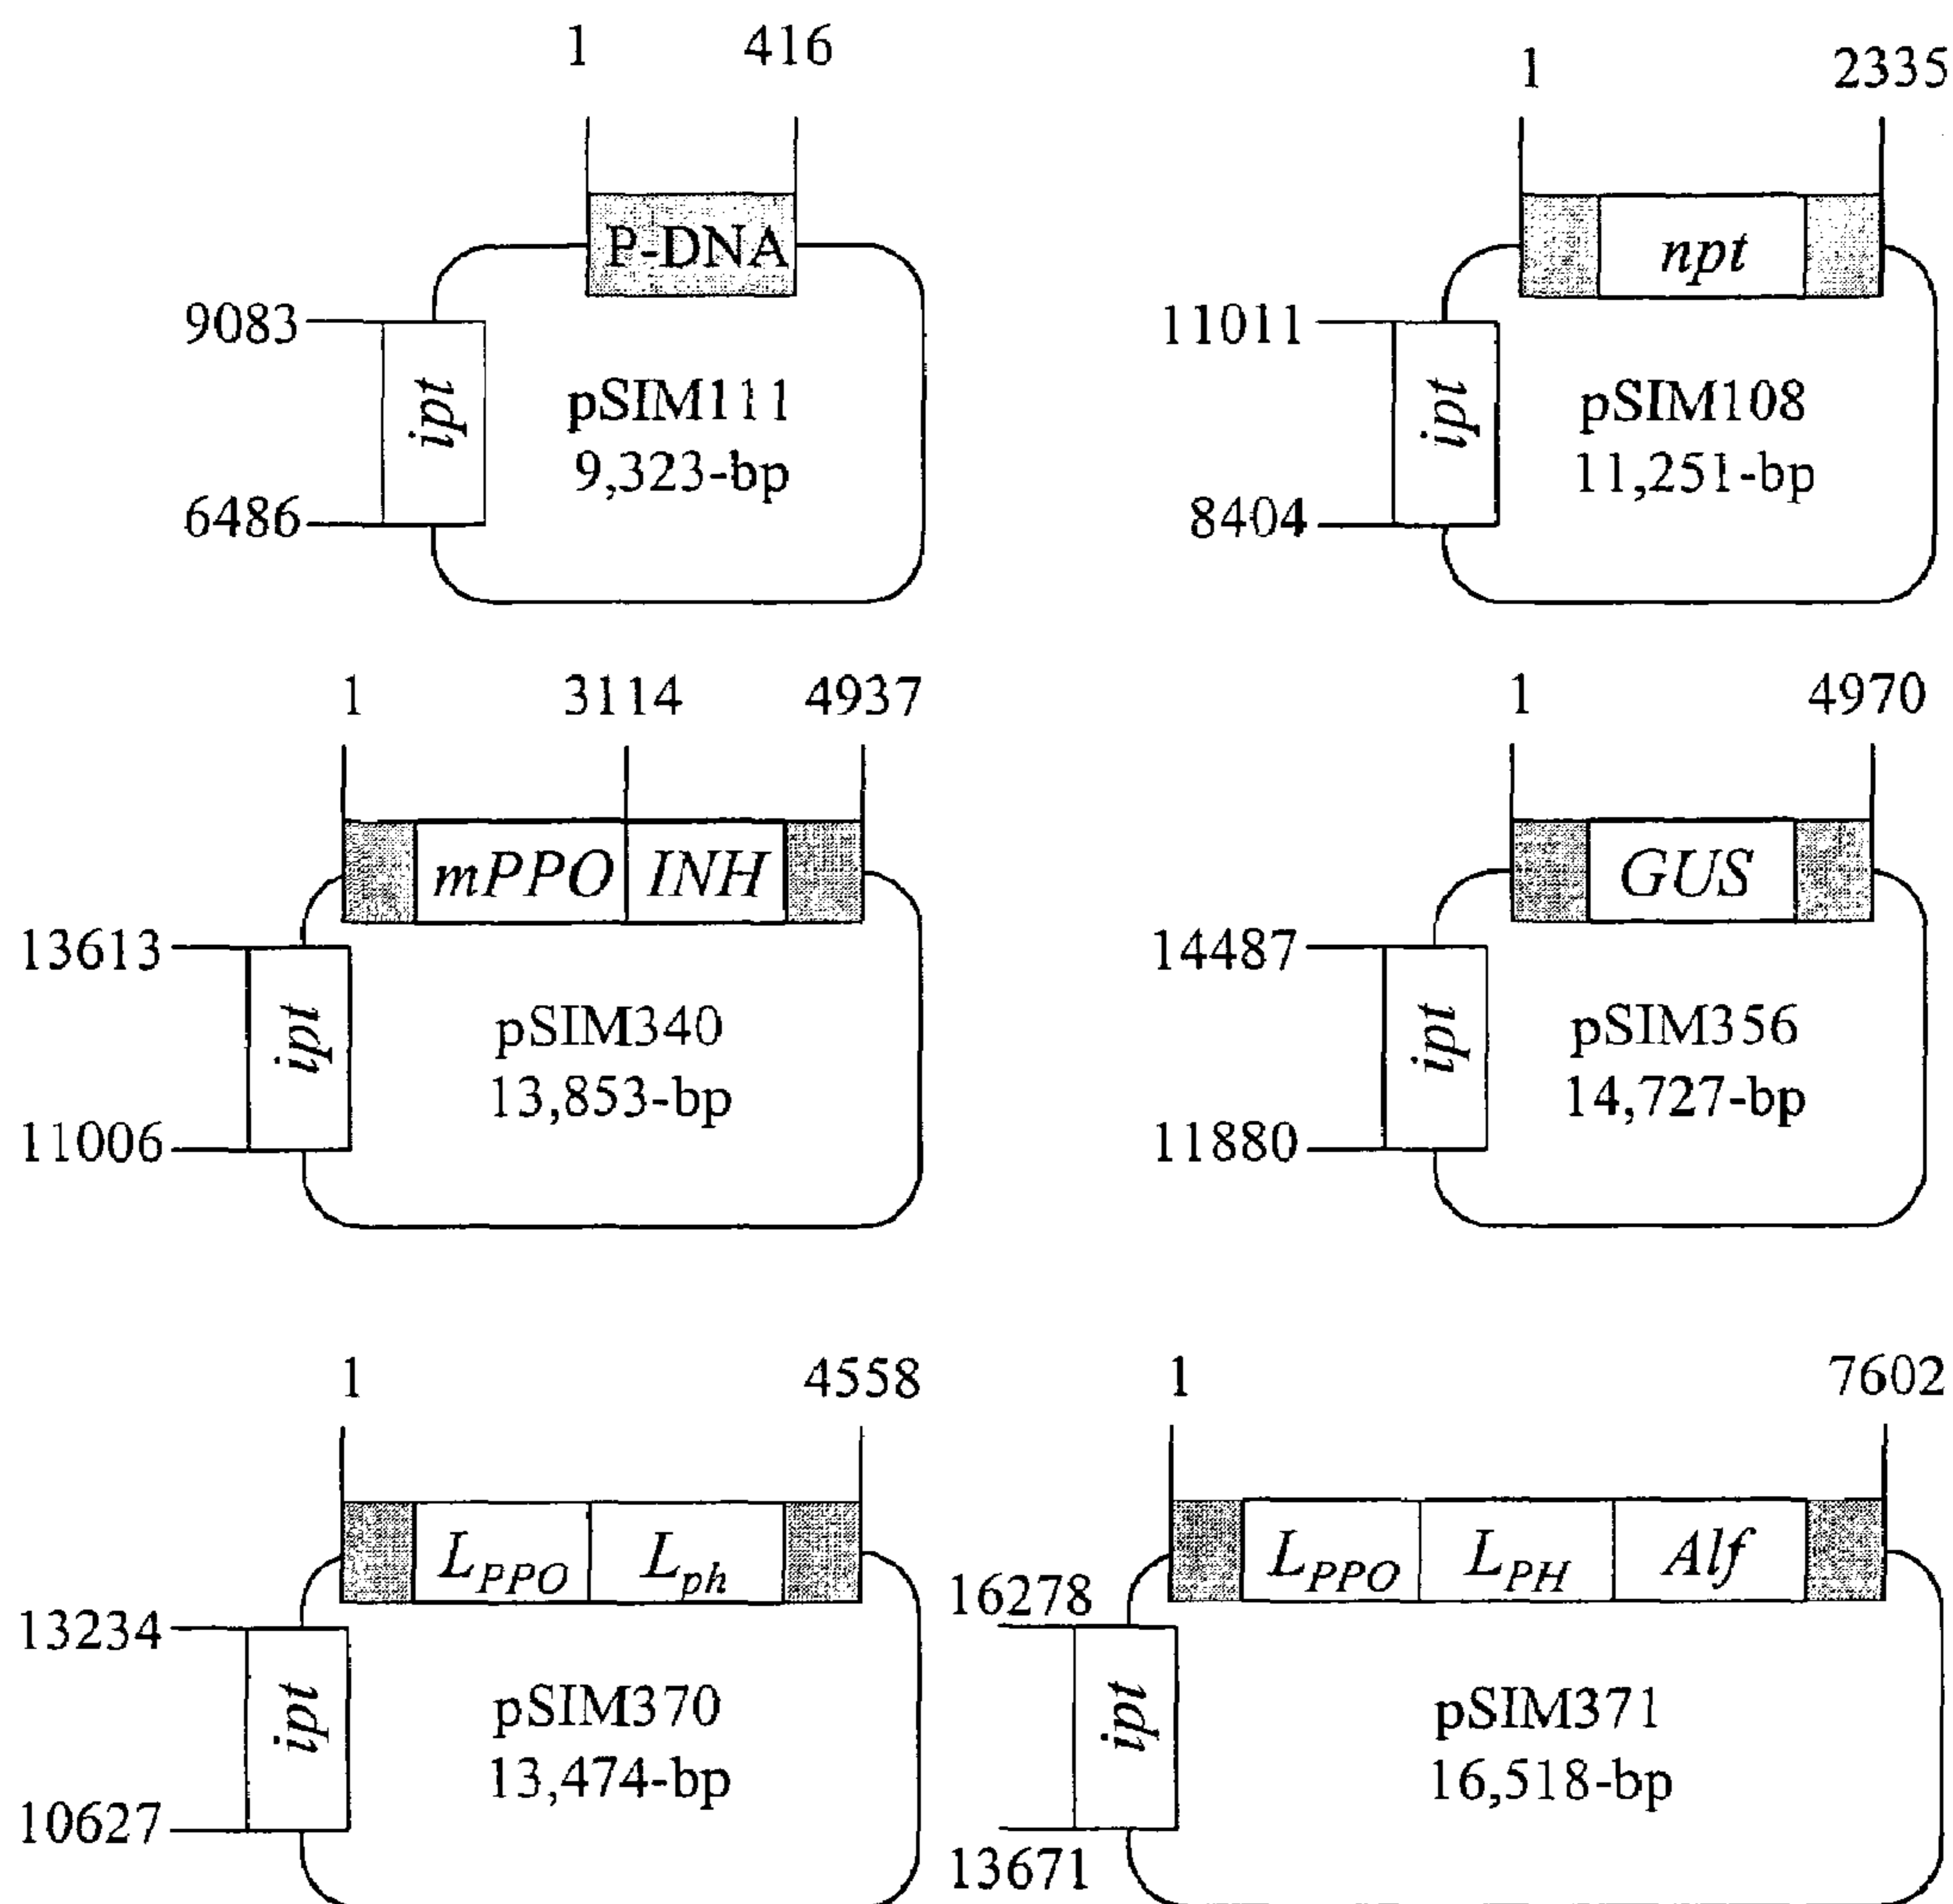 1 416
P-DNA
9083
ipt
6486
pSIM111
9,323-bp
1 2335
npt
11011
ipt
8404
pSIM108
11,251-bp
1 3114 4937
mPPO INH
13613
ipt
11006
pSIM340
13,853-bp
1 4970
GUS
14487
ipt
11880
pSIM356
14,727-bp
1 4558
LPPO Lph
13234
ipt
10627
pSIM370
13,474-bp
1 7602
LPPO LPH Alf
16278
ipt
13671
pSIM371
16,518-bp